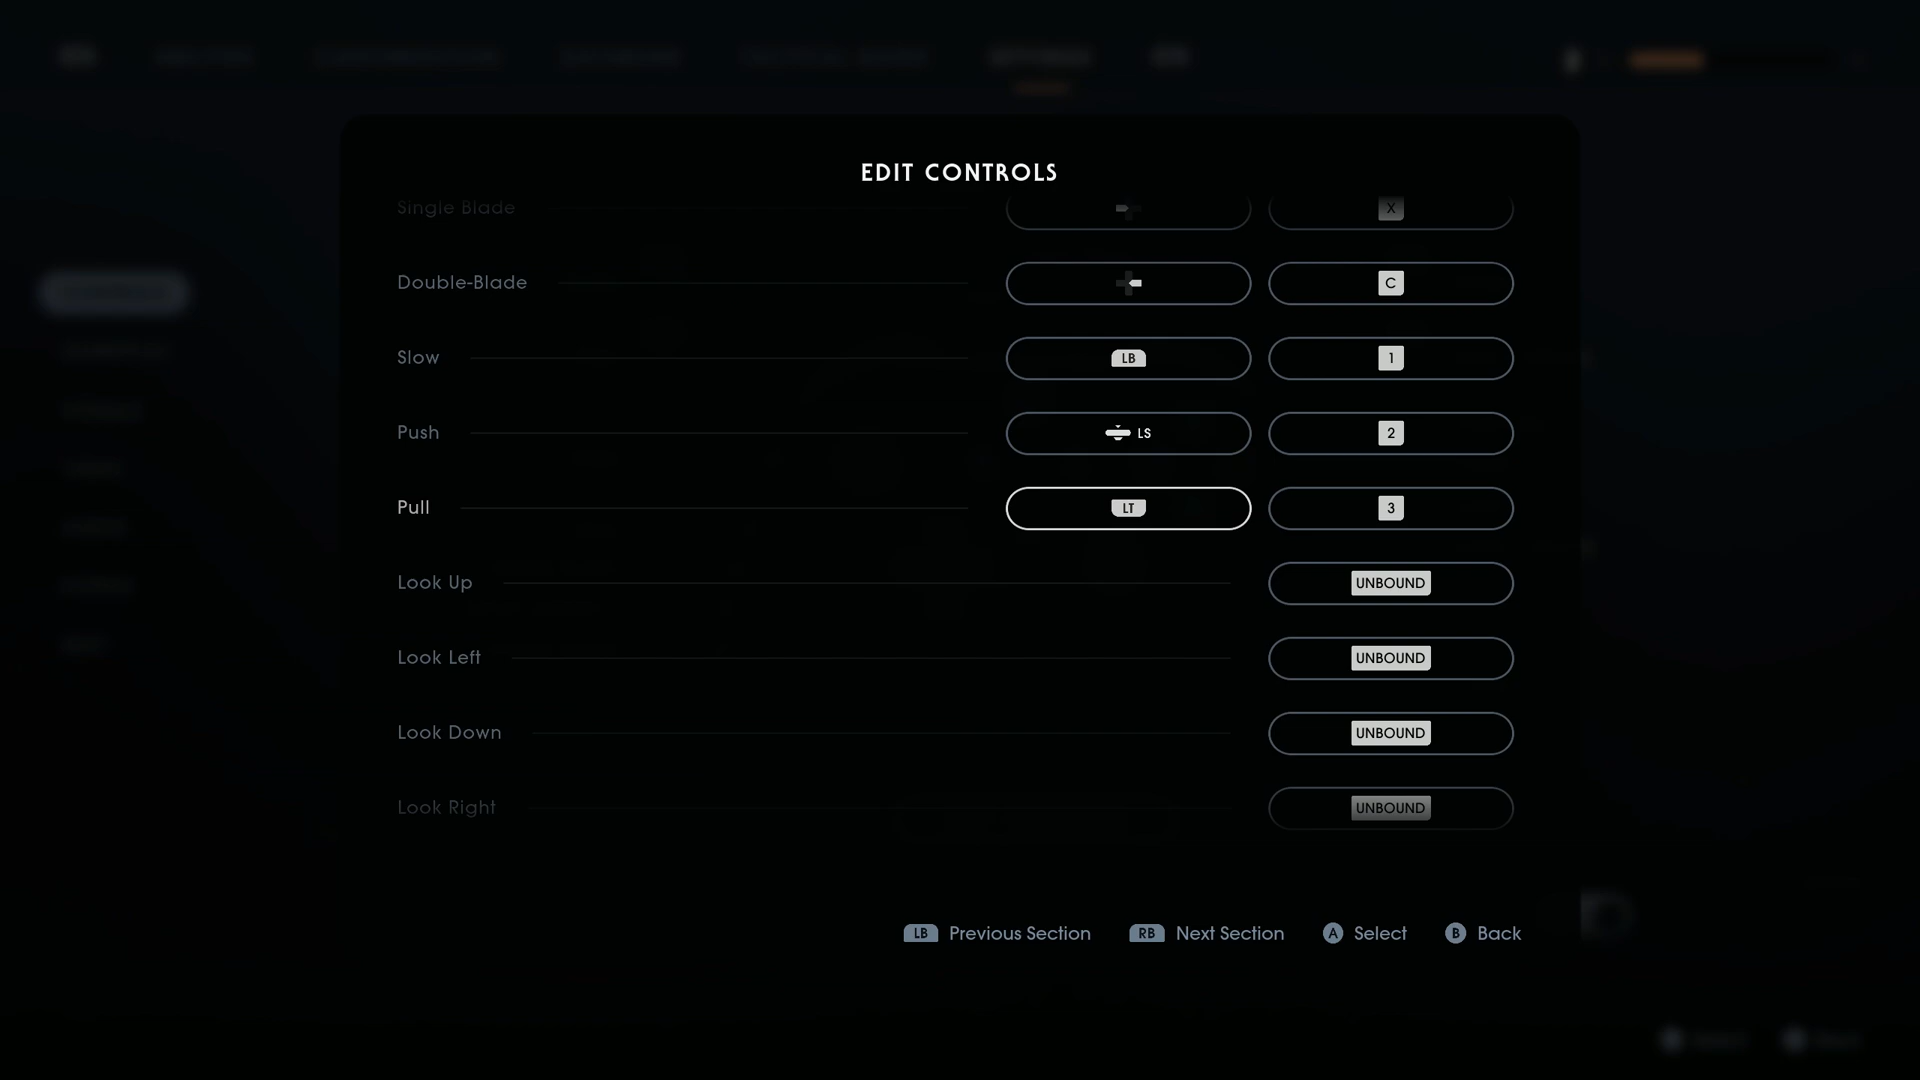 EDIT CONTROLS
Single Blade X
Double-Blade C
Slow LB 1
Push LS 2
Pull LT 3
Look Up UNBOUND
Look Left UNBOUND
Look Down UNBOUND
Look Right UNBOUND
LB Previous Section RB Next Section A Select B Back